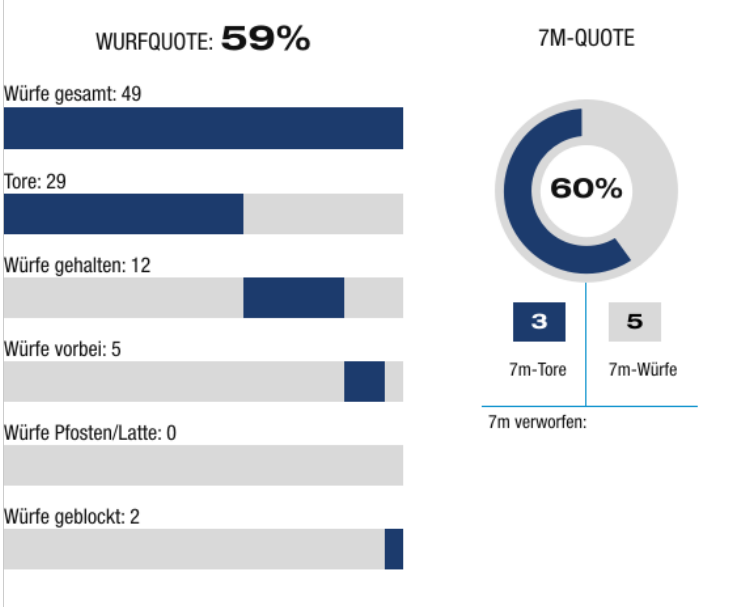 WURFQUOTE: 59%
Würfe gesamt: 49
Tore: 29
Würfe gehalten: 12
Würfe vorbei: 5
Würfe Pfosten/Latte: 0
Würfe geblockt: 2
7M-QUOTE
60%
3 5
7m-Tore 7m-Würfe
7m verworfen: